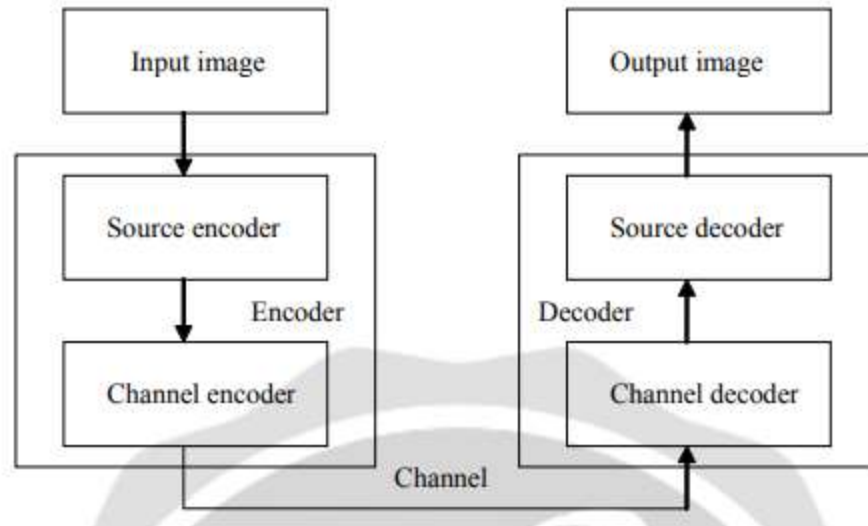 Input image
Output image
Source encoder
Source decoder
Encoder
Decoder
Channel encoder
Channel decoder
Channel